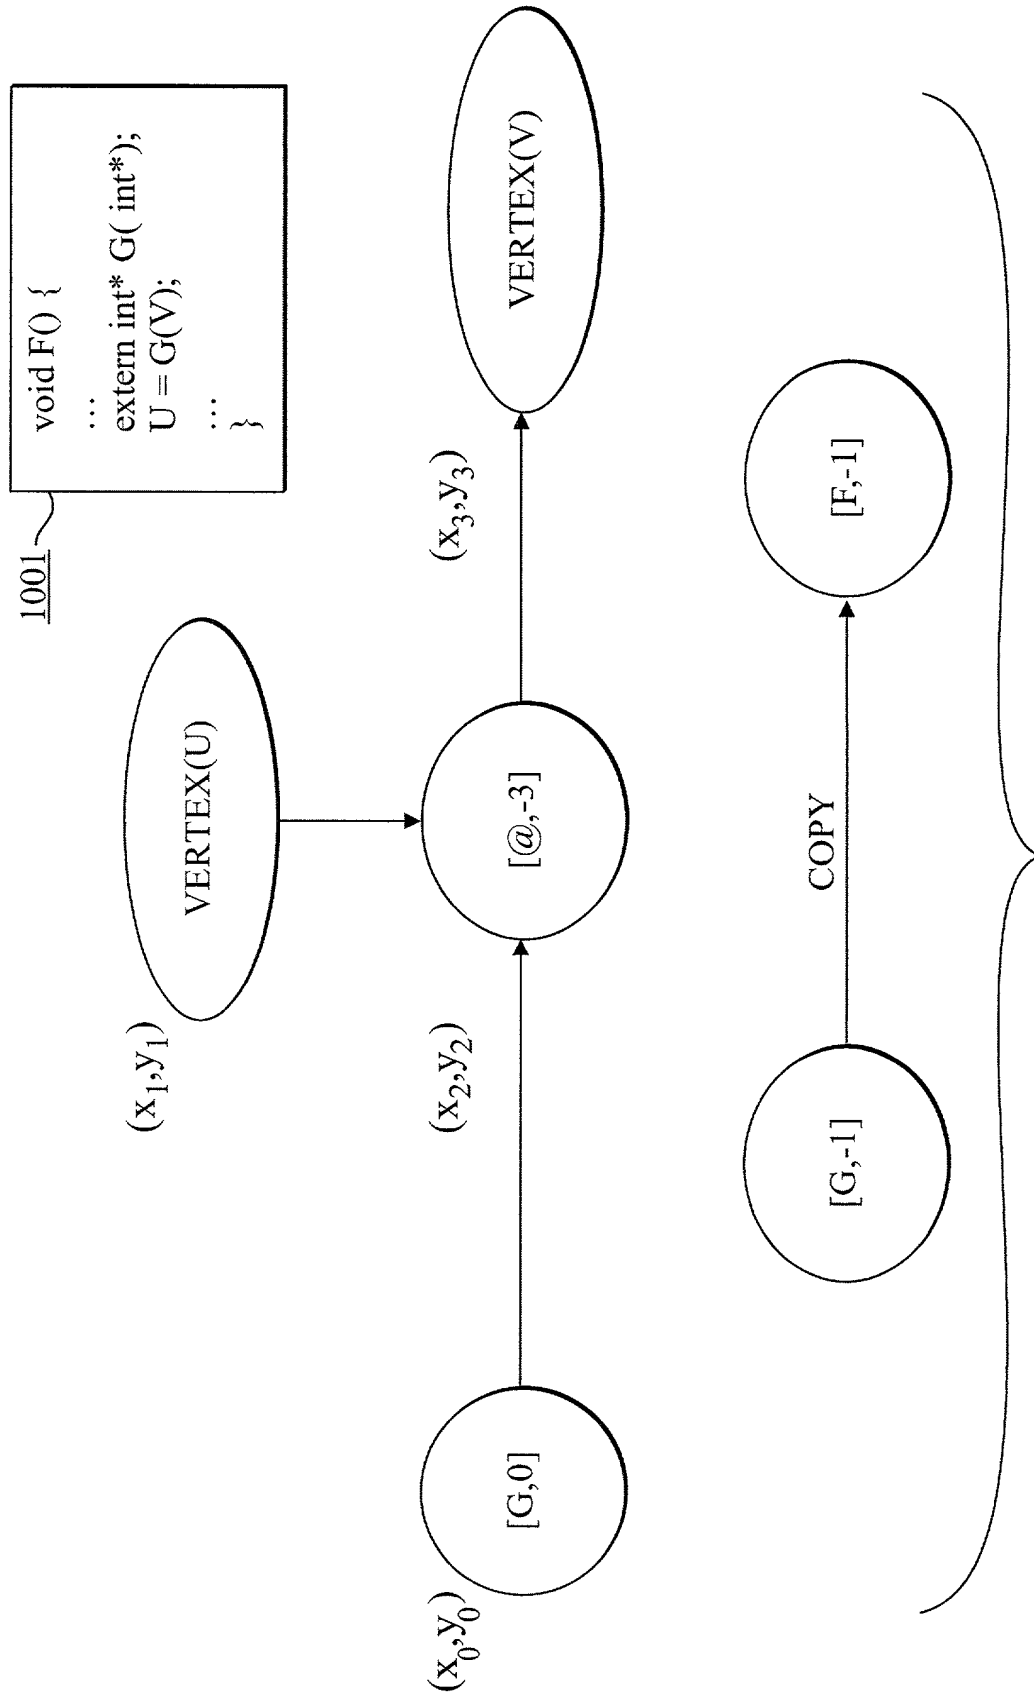 1001
void F() {
...
extern int* G( int*);
U = G(V);
...
}
(x1,y1)
VERTEX(U)
(x0,y0)
[G,0]
(x2,y2)
[@,-3]
(x3,y3)
VERTEX(V)
[G,-1]
COPY
[F,-1]